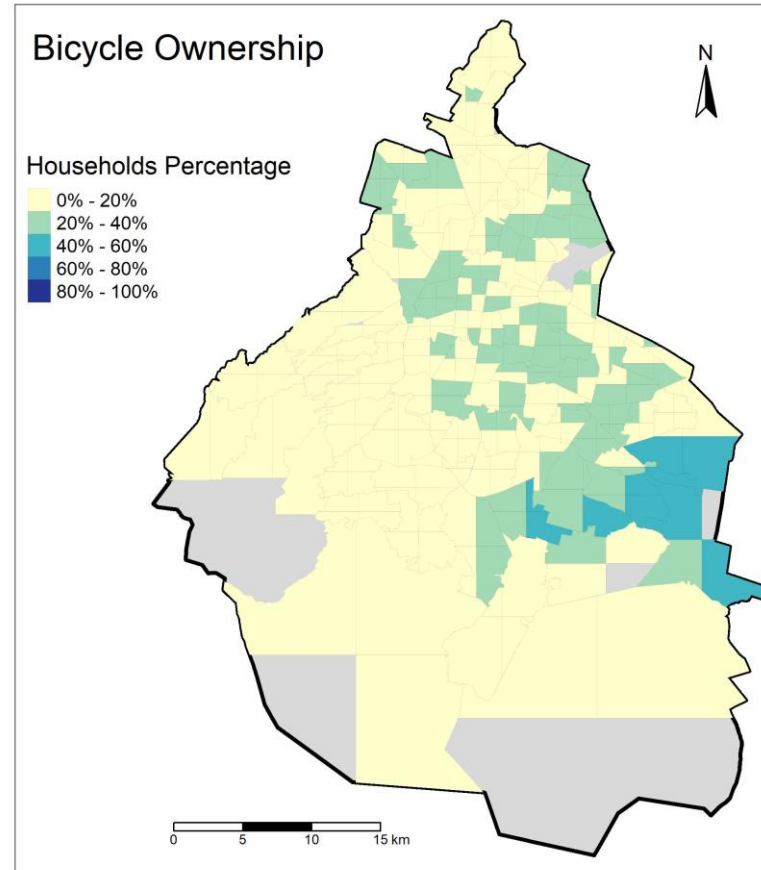 Bicycle Ownership
N
Households Percentage
0% - 20%
20% - 40%
40% - 60%
60% - 80%
80% - 100%
0 5 10 15 km